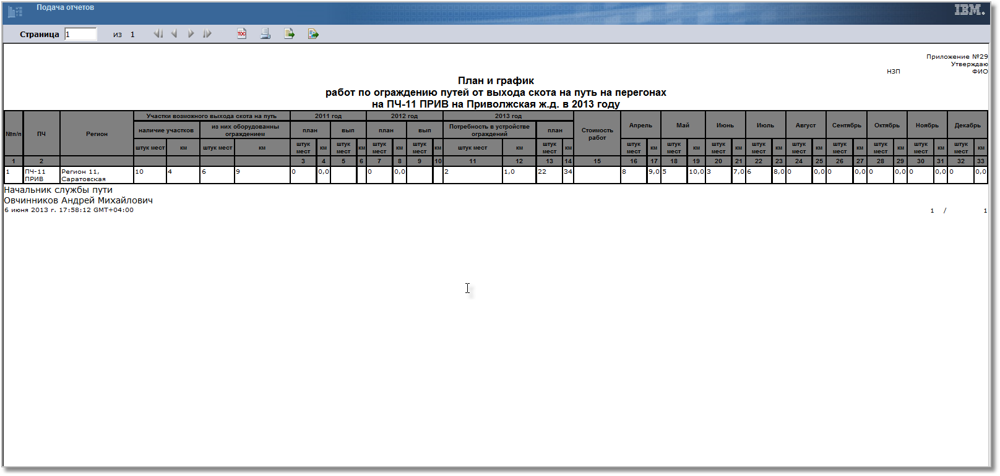 Подача отчетов
IBM.
Страница 1 из 1
TOC
Приложение №29
Утверждаю
НЗП ФИО
План и график
работ по ограждению путей от выхода скота на путь на перегонах
на ПЧ-11 ПРИВ на Приволжская ж.д. в 2013 году
№п/п ПЧ Регион Участки возможного выхода скота на путь 2011 год 2012 год 2013 год Стоимость работ Апрель Май Июнь Июль Август Сентябрь Октябрь Ноябрь Декабрь
наличие участков из них оборудованны ограждением план вып план вып Потребность в устройстве ограждений план
штук мест км штук мест км штук мест км штук мест км штук мест км штук мест км штук мест км штук мест км штук мест км штук мест км штук мест км штук мест км штук мест км штук мест км штук мест км штук мест км штук мест км
1 2 3 4 5 6 7 8 9 10 11 12 13 14 15 16 17 18 19 20 21 22 23 24 25 26 27 28 29 30 31 32 33
1 ПЧ-11 ПРИВ Регион 11, Саратовская 10 4 6 9 0 0,0 0 0,0 2 1,0 22 34 8 9,0 5 10,0 3 7,0 6 8,0 0 0,0 0 0,0 0 0,0 0 0,0 0 0,0
Начальник службы пути
Овчинников Андрей Михайлович
6 июня 2013 г. 17:58:12 GMT+04:00
1 / 1